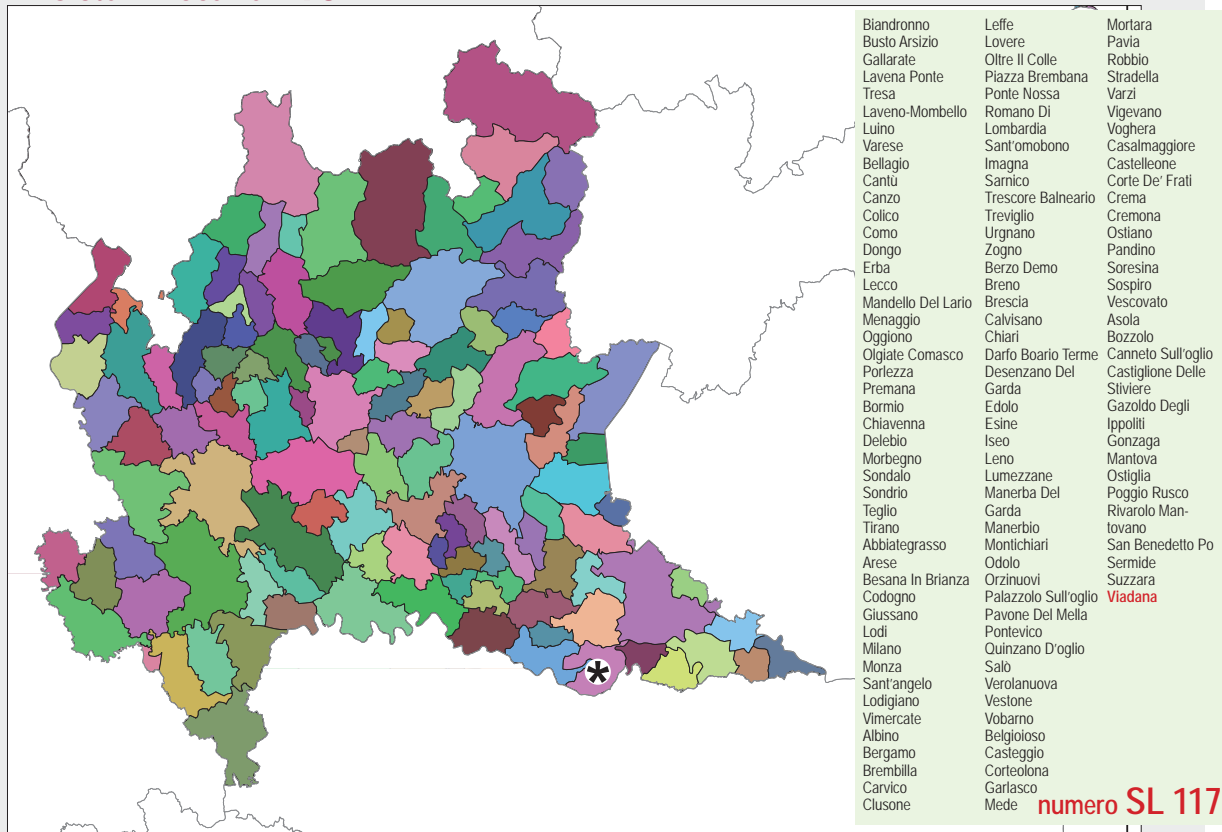 Biandronno
Busto Arsizio
Gallarate
Lavena Ponte
Tresa
Laveno-Mombello
Luino
Varese
Bellagio
Cantù
Canzo
Colico
Como
Dongo
Erba
Lecco
Mandello Del Lario
Menaggio
Oggiono
Olgiate Comasco
Porlezza
Premana
Bormio
Chiavenna
Delebio
Morbegno
Sondalo
Sondrio
Teglio
Tirano
Abbiategrasso
Arese
Besana In Brianza
Codogno
Giussano
Lodi
Milano
Monza
Sant'angelo
Lodigiano
Vimercate
Albino
Bergamo
Brembilla
Carvico
Clusone
Leffe
Lovere
Oltre Il Colle
Piazza Brembana
Ponte Nossa
Romano Di
Lombardia
Sant'omobono
Imagna
Sarnico
Trescore Balneario
Treviglio
Urgnano
Zogno
Berzo Demo
Breno
Brescia
Calvisano
Chiari
Darfo Boario Terme
Desenzano Del
Garda
Edolo
Esine
Iseo
Leno
Lumezzane
Manerba Del
Garda
Manerbio
Montichiari
Odolo
Orzinuovi
Palazzolo Sull'oglio
Pavone Del Mella
Pontevico
Quinzano D'oglio
Salò
Verolanuova
Vestone
Vobarno
Belgioioso
Casteggio
Corteolona
Garlasco
Mede
Mortara
Pavia
Robbio
Stradella
Varzi
Vigevano
Voghera
Casalmaggiore
Castelleone
Corte De' Frati
Crema
Cremona
Ostiano
Pandino
Soresina
Sospiro
Vescovato
Asola
Bozzolo
Canneto Sull'oglio
Castiglione Delle
Stiviere
Gazoldo Degli
Ippoliti
Gonzaga
Mantova
Ostiglia
Poggio Rusco
Rivarolo Man-
tovano
San Benedetto Po
Sermide
Suzzara
Viadana
numero SL 117